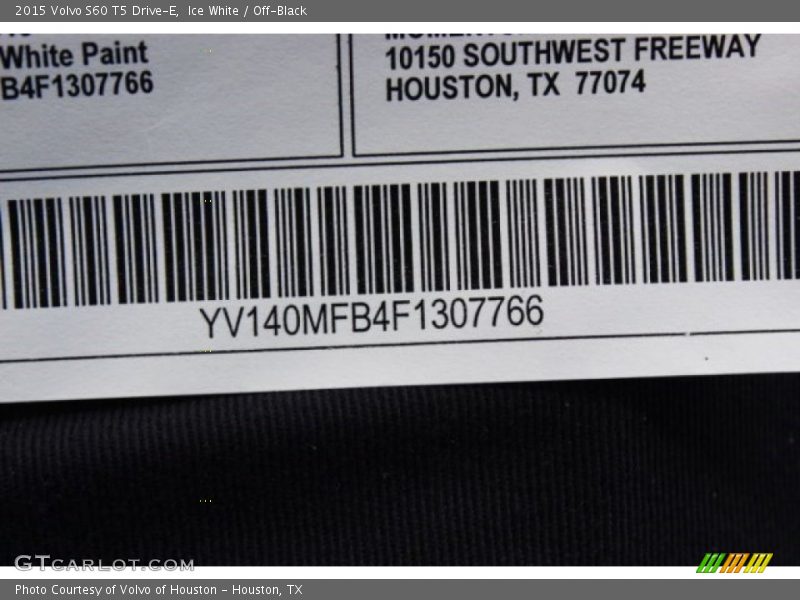 2015 Volvo S60 T5 Drive-E, Ice White / Off-Black
White Paint
B4F1307766
10150 SOUTHWEST FREEWAY
HOUSTON, TX 77074
YV140MFB4F1307766
GTCARLOT.COM
Photo Courtesy of Volvo of Houston - Houston, TX